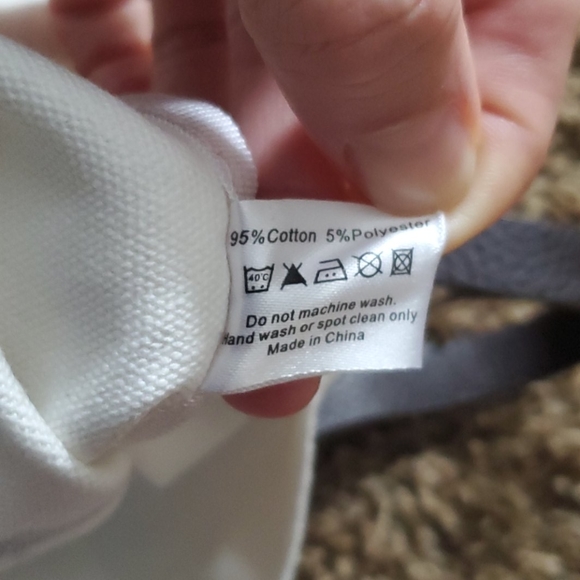 95%Cotton 5%Polyester
40°C
Do not machine wash.
Hand wash or spot clean only
Made in China